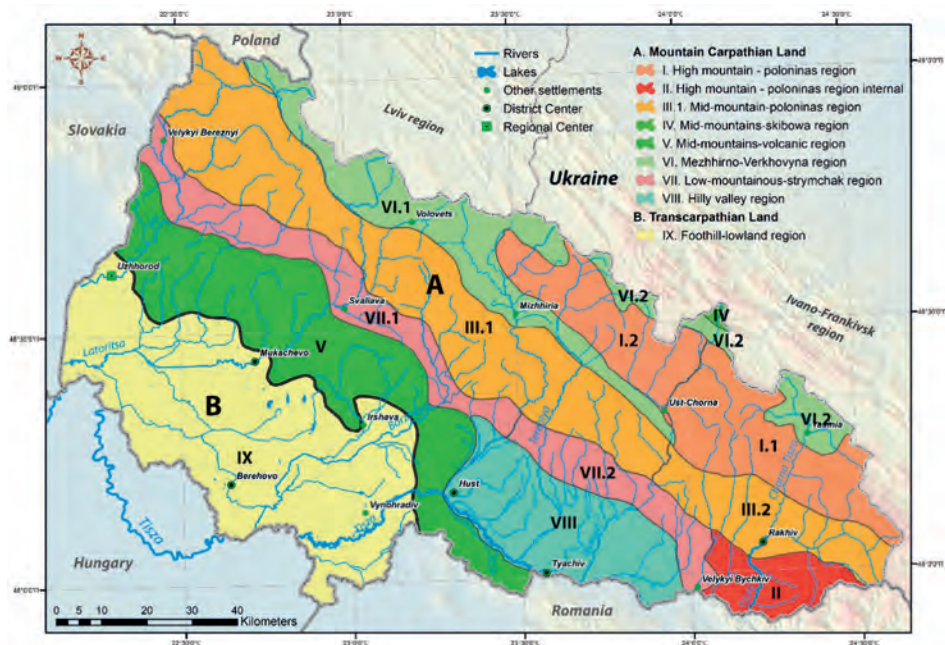 22°30'0"E 23°0'0"E 23°30'0"E 24°0'0"E 24°30'0"E
Poland
Slovakia
Lviv region
Ukraine
Ivano-Frankivsk
region
Hungary
Romania
N
W E
S
Rivers
Lakes
Other settlements
District Center
Regional Center
A. Mountain Carpathian Land
I. High mountain - poloninas region
II. High mountain - poloninas region internal
III.1. Mid-mountain-poloninas region
IV. Mid-mountains-skibowa region
V. Mid-mountains-volcanic region
VI. Mezhhirno-Verkhovyna region
VII. Low-mountainous-strymchak region
VIII. Hilly valley region
B. Transcarpathian Land
IX. Foothill-lowland region
Velykyi Bereznyi
VI.1
Volovets
Uzhhorod
A
Svaliava
VII.1
III.1
Mizhhiria
VI.2
IV
VI.2
I.2
V
Latoritsa
Mukachevo
B
Irshava
Ust-Chorna
VI.2
Yasinia
I.1
IX
Berehovo
VII.2
Hust
VIII
III.2
Rakhiv
Vynohradiv
Tisza
Tyachiv
Velykyi Bychkiv
II
0 5 10 20 30 40
Kilometers